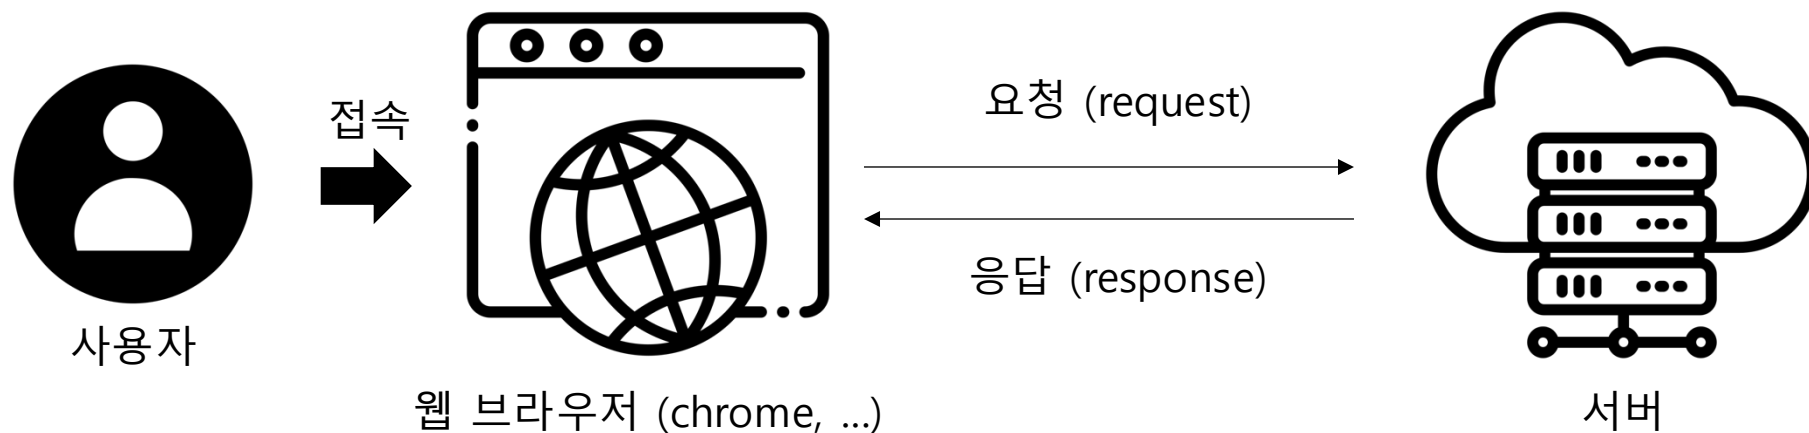 접속
요청 (request)
응답 (response)
사용자
웹 브라우저 (chrome, ...)
서버